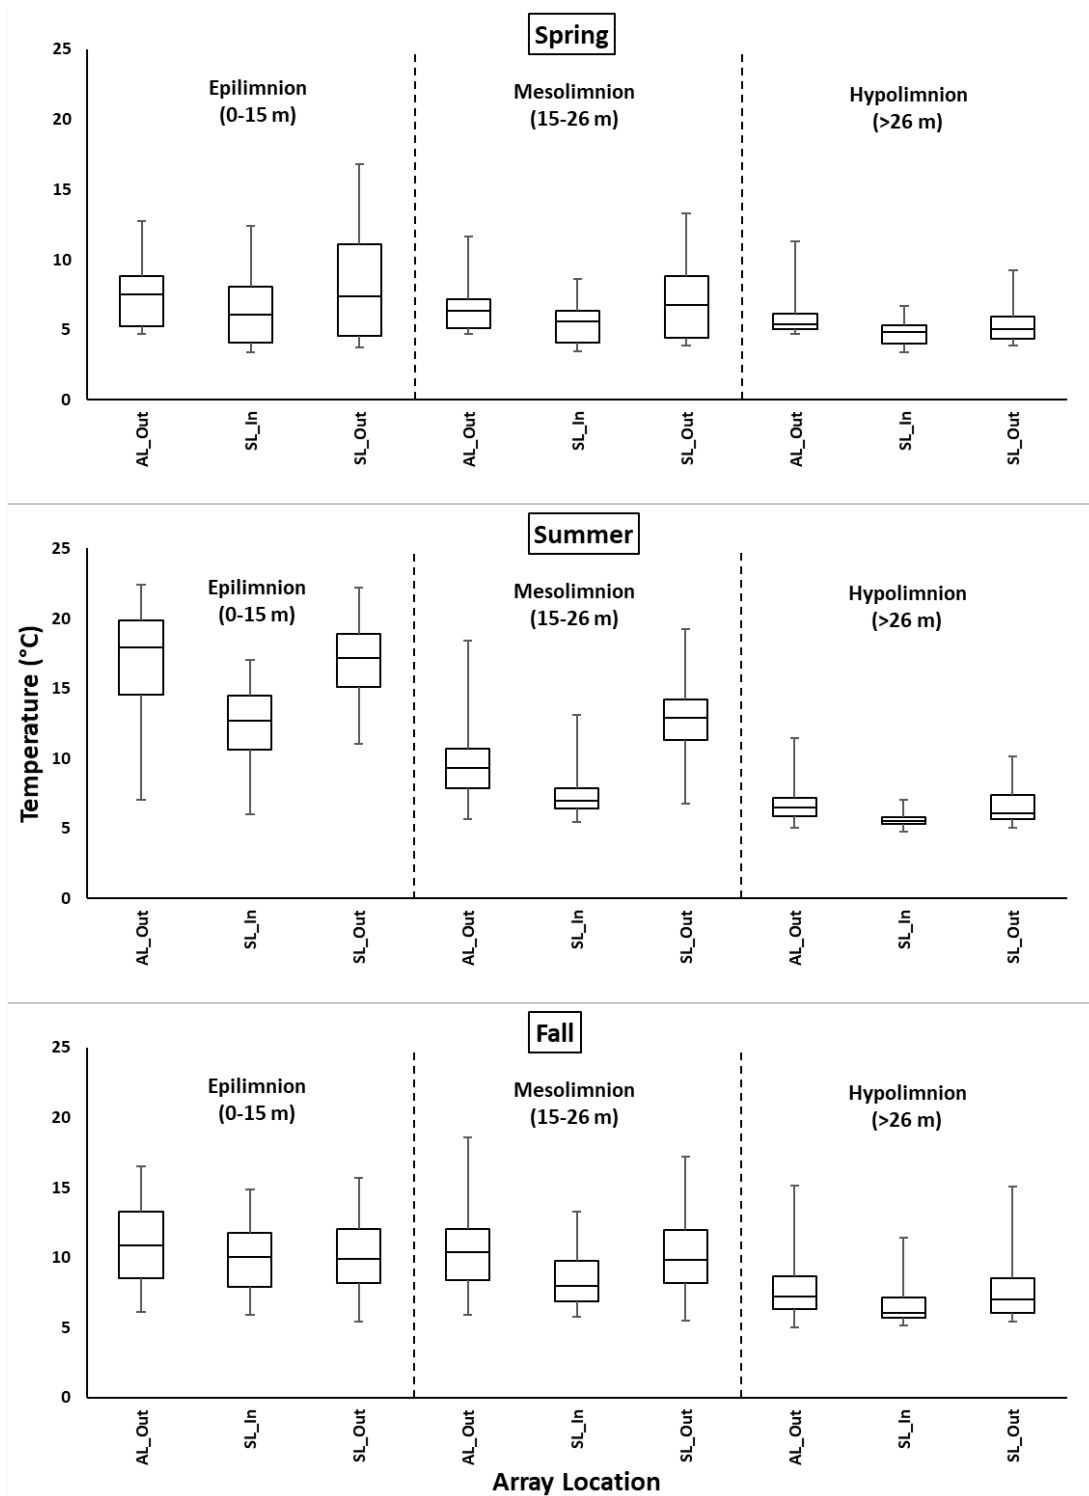 Spring
25
20
15
10
5
0
Epilimnion
(0-15 m)
Mesolimnion
(15-26 m)
Hypolimnion
(>26 m)
AL_Out
SL_In
SL_Out
AL_Out
SL_In
SL_Out
AL_Out
SL_In
SL_Out
Temperature (°C)
Summer
25
20
15
10
5
0
Epilimnion
(0-15 m)
Mesolimnion
(15-26 m)
Hypolimnion
(>26 m)
AL_Out
SL_In
SL_Out
AL_Out
SL_In
SL_Out
AL_Out
SL_In
SL_Out
Fall
25
20
15
10
5
0
Epilimnion
(0-15 m)
Mesolimnion
(15-26 m)
Hypolimnion
(>26 m)
AL_Out
SL_In
SL_Out
AL_Out
SL_In
SL_Out
AL_Out
SL_In
SL_Out
Array Location